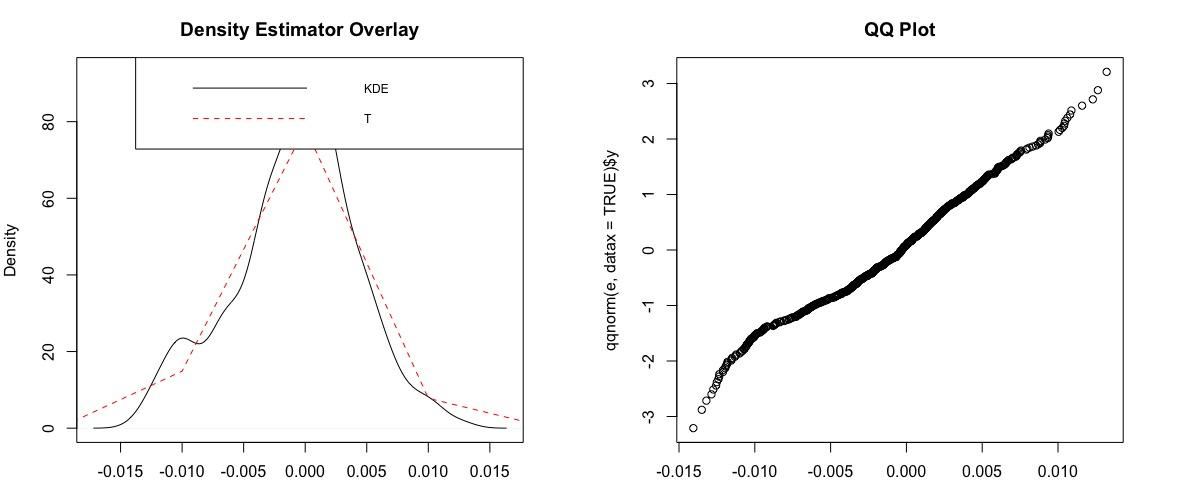 Density Estimator Overlay
KDE
T
Density
0
20
40
60
80
-0.015 -0.010 -0.005 0.000 0.005 0.010 0.015
QQ Plot
qqnorm(e, datax = TRUE)$y
-3
-2
-1
0
1
2
3
-0.015 -0.010 -0.005 0.000 0.005 0.010